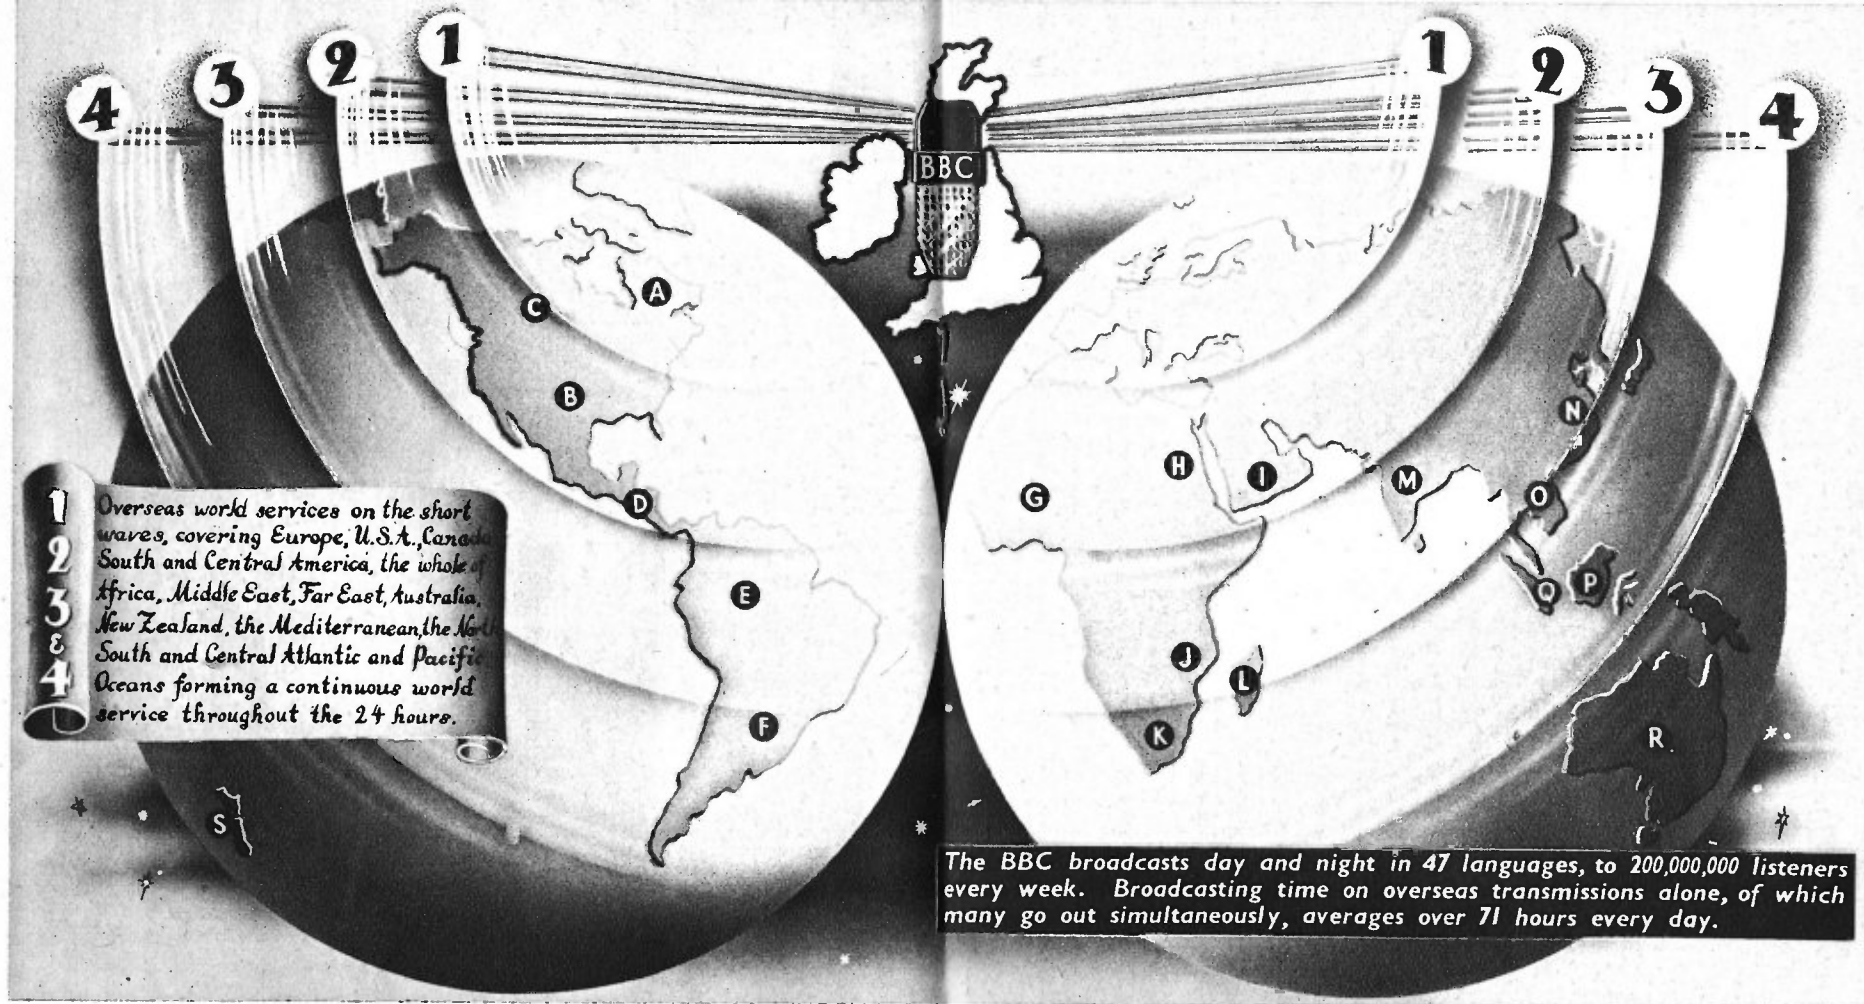 4 3 2 1
1 2 3 4
BBC
A
C
B
D
E
F
S
G
H
I
J
K
L
M
N
O
P
Q
R
1
2
3
&
4
Overseas world services on the short
waves, covering Europe, U.S.A., Canada
South and Central America, the whole of
Africa, Middle East, Far East, Australia,
New Zealand, the Mediterranean, the North
South and Central Atlantic and Pacific
Oceans forming a continuous world
service throughout the 24 hours.
The BBC broadcasts day and night in 47 languages, to 200,000,000 listeners
every week. Broadcasting time on overseas transmissions alone, of which
many go out simultaneously, averages over 71 hours every day.